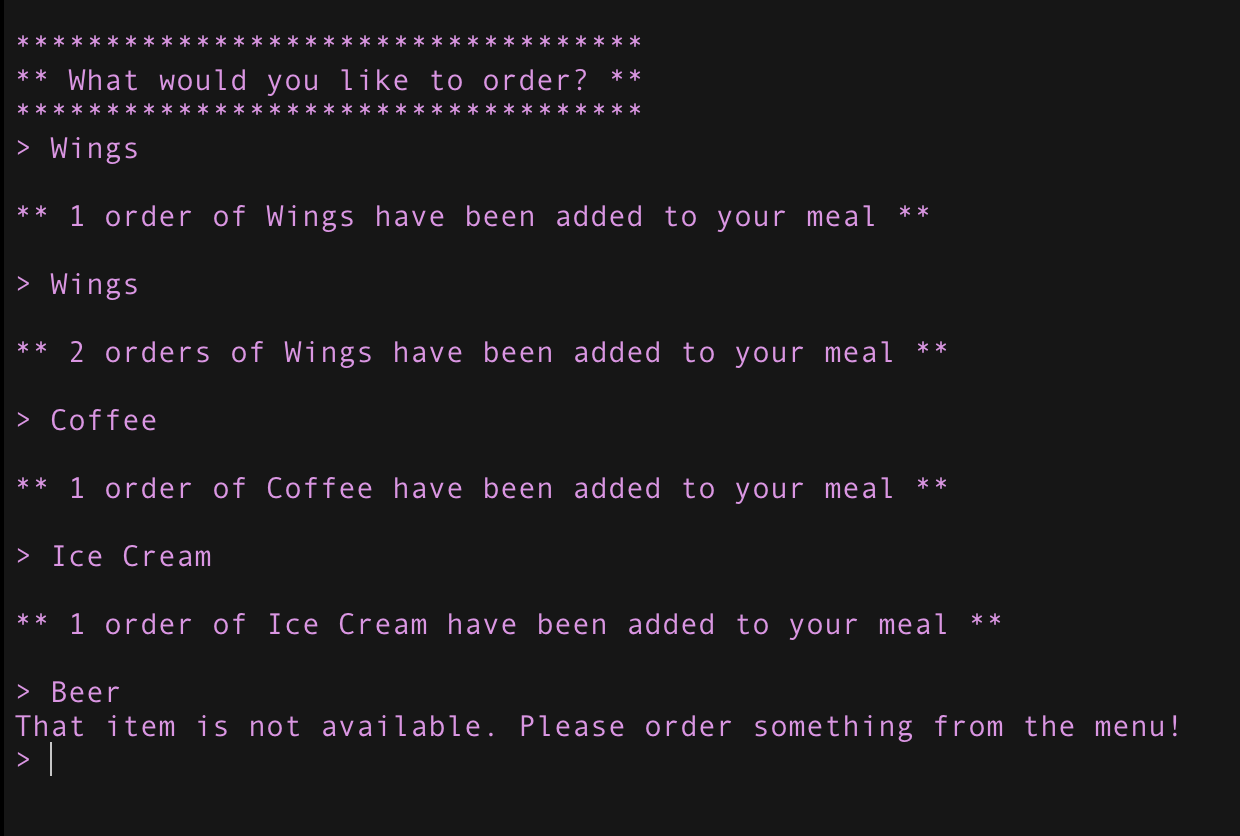 ***********************************
** What would you like to order? **
***********************************
> Wings
** 1 order of Wings have been added to your meal **
> Wings
** 2 orders of Wings have been added to your meal **
> Coffee
** 1 order of Coffee have been added to your meal **
> Ice Cream
** 1 order of Ice Cream have been added to your meal **
> Beer
That item is not available. Please order something from the menu!
>